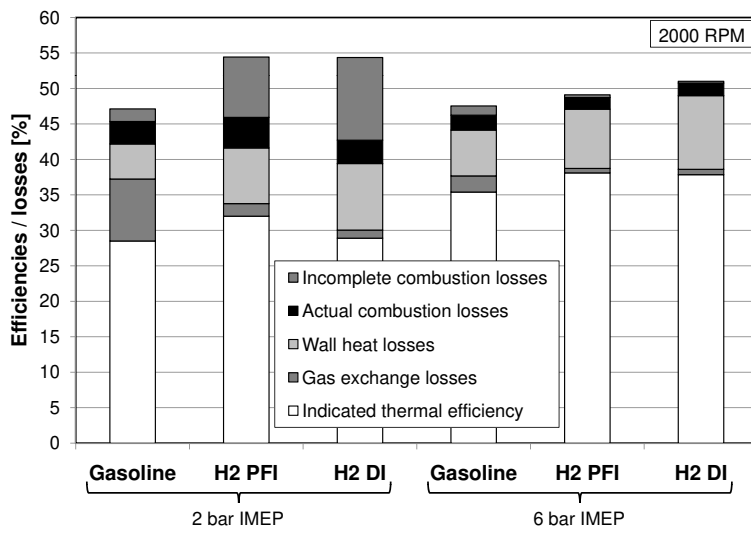 2000 RPM
Efficiencies / losses [%]
60
55
50
45
40
35
30
25
20
15
10
5
0
Incomplete combustion losses
Actual combustion losses
Wall heat losses
Gas exchange losses
Indicated thermal efficiency
Gasoline H2 PFI H2 DI Gasoline H2 PFI H2 DI
2 bar IMEP 6 bar IMEP